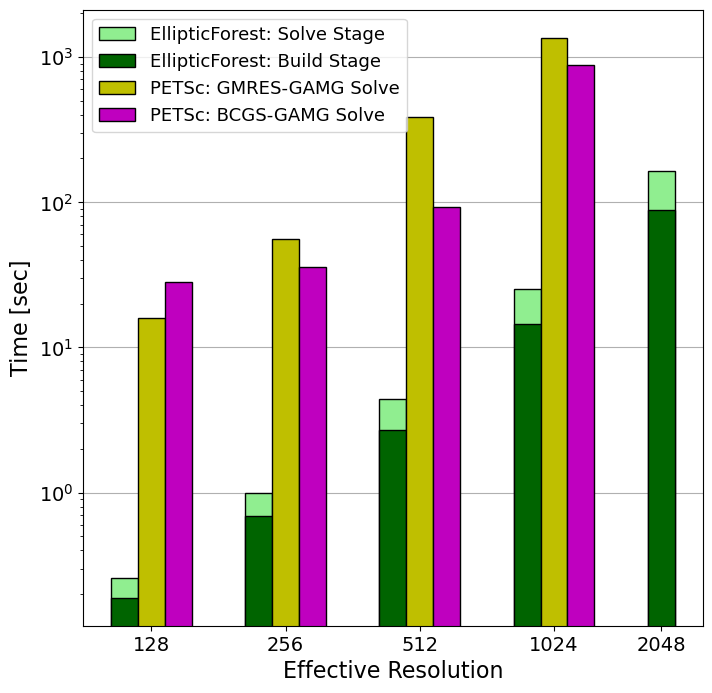 EllipticForest: Solve Stage
EllipticForest: Build Stage
PETSc: GMRES-GAMG Solve
PETSc: BCGS-GAMG Solve
Time [sec]
10³
10²
10¹
10⁰
128 256 512 1024 2048
Effective Resolution